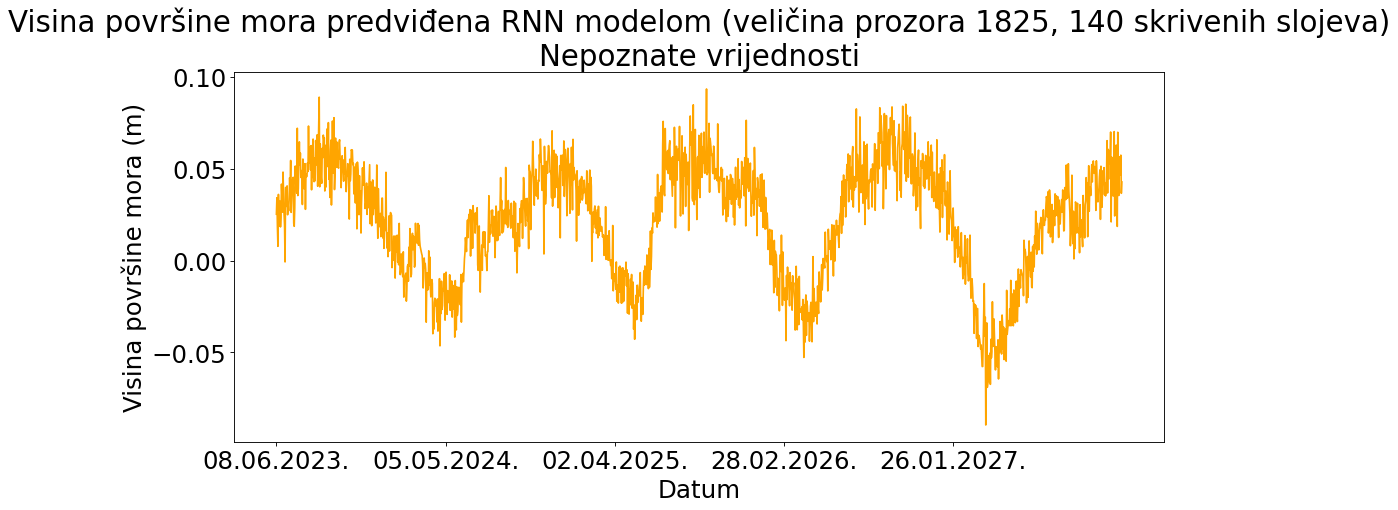 Visina površine mora predviđena RNN modelom (veličina prozora 1825, 140 skrivenih slojeva)
Nepoznate vrijednosti
Visina površine mora (m)
0.10
0.05
0.00
−0.05
08.06.2023. 05.05.2024. 02.04.2025. 28.02.2026. 26.01.2027.
Datum